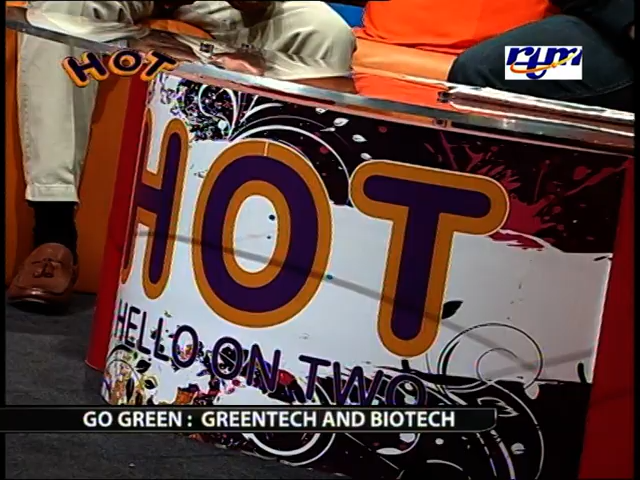 HOT
rtm
HOT
HELLO ON TWO
GO GREEN : GREENTECH AND BIOTECH